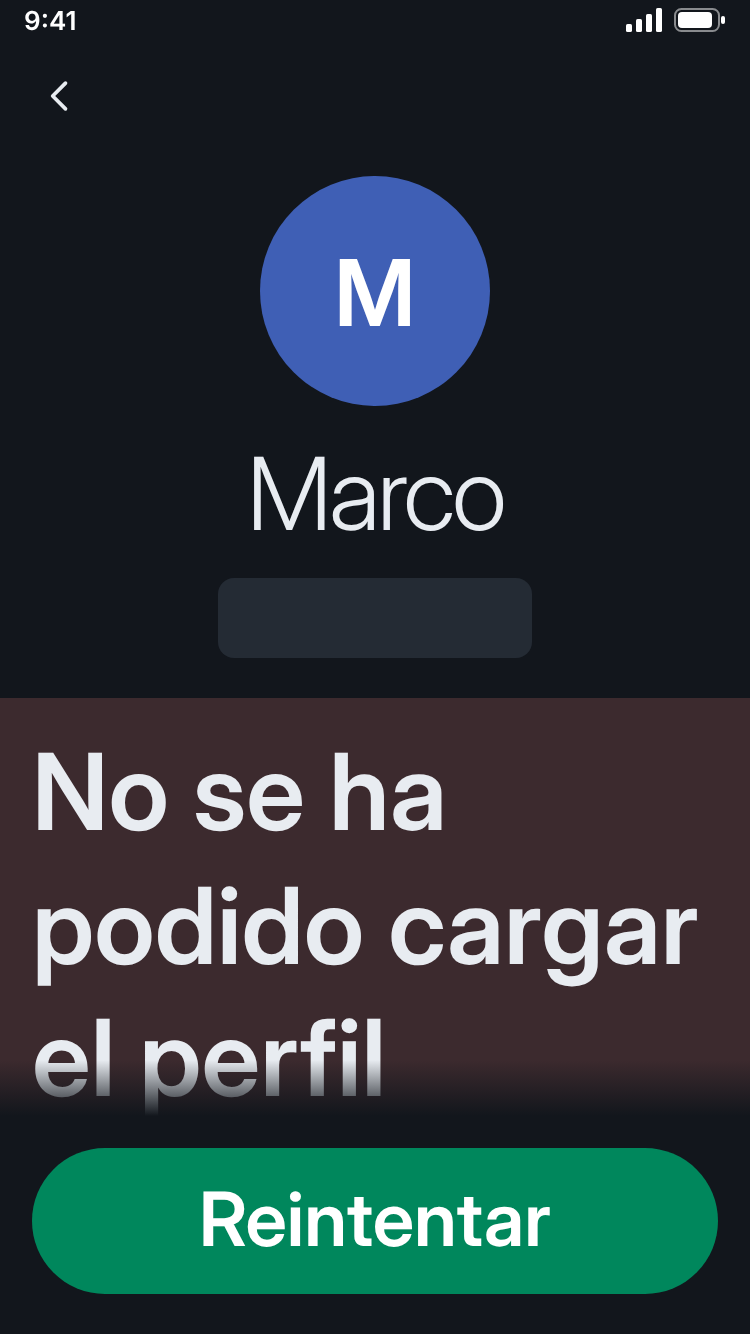 9:41
M
Marco
No se ha
podido cargar
el perfil
Reintentar